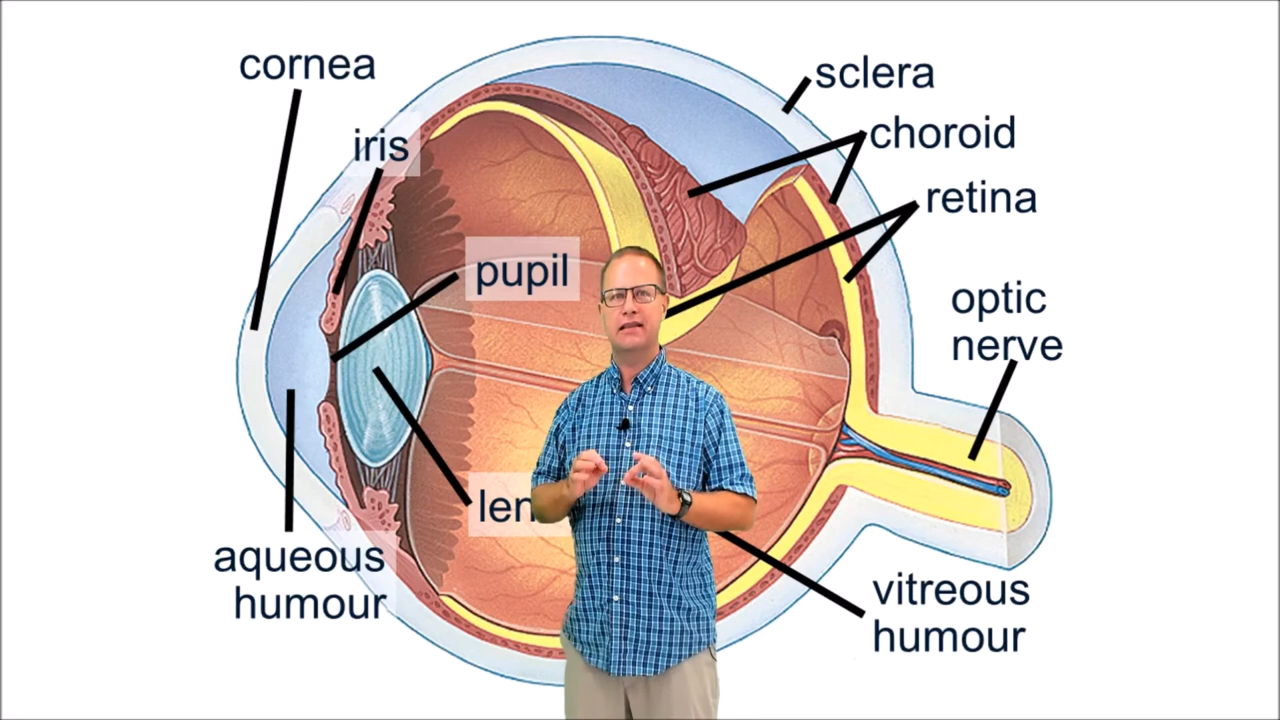 cornea
sclera
choroid
iris
retina
pupil
optic
nerve
aqueous
humour
vitreous
humour